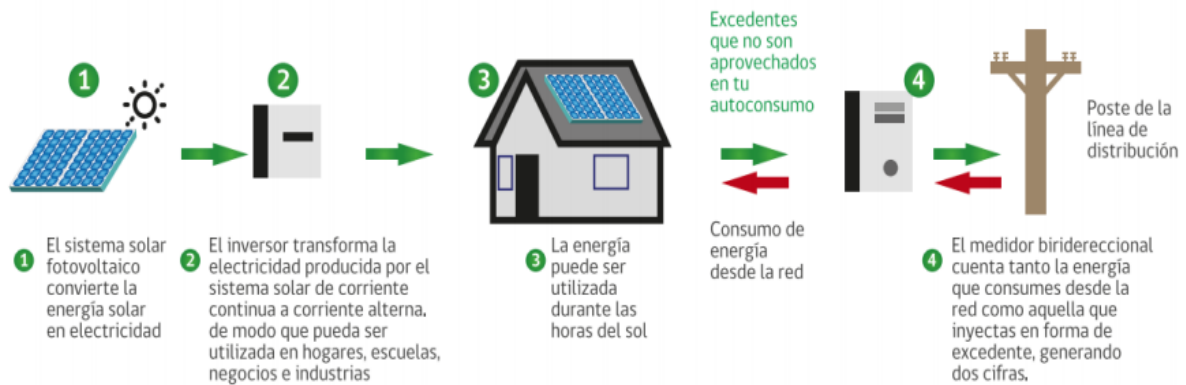 1
2
3
Excedentes
que no son
aprovechados
en tu
autoconsumo
4
Poste de la
línea de
distribución
1 El sistema solar
fotovoltaico
convierte la
energía solar
en electricidad
2 El inversor transforma la
electricidad producida por el
sistema solar de corriente
continua a corriente alterna.
de modo que pueda ser
utilizada en hogares, escuelas,
negocios e industrias
3 La energía
puede ser
utilizada
durante las
horas del sol
Consumo de
energía
desde la red
4 El medidor biridereccional
cuenta tanto la energía
que consumes desde la
red como aquella que
inyectas en forma de
excedente, generando
dos cifras.